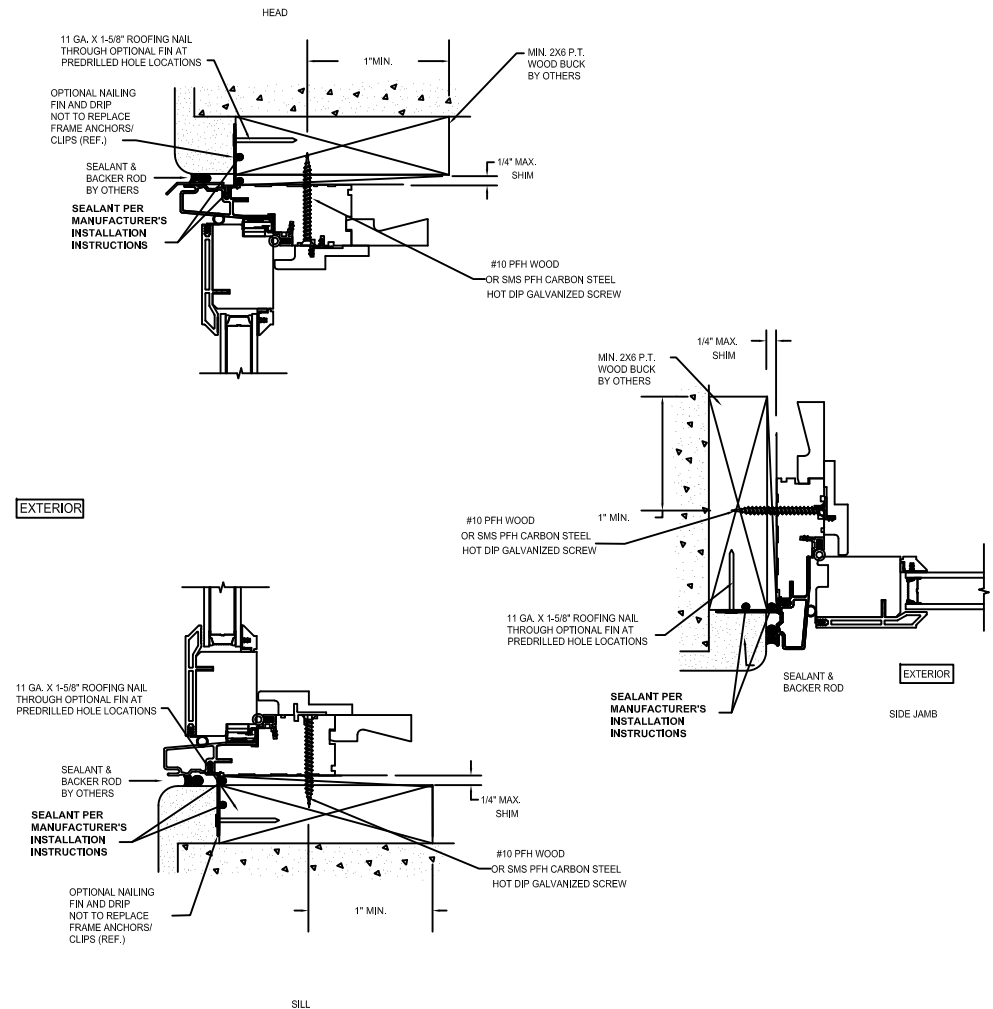 HEAD
11 GA. X 1-5/8" ROOFING NAIL
THROUGH OPTIONAL FIN AT
PREDRILLED HOLE LOCATIONS
1"MIN.
MIN. 2X6 P.T.
WOOD BUCK
BY OTHERS
OPTIONAL NAILING
FIN AND DRIP
NOT TO REPLACE
FRAME ANCHORS/
CLIPS (REF.)
SEALANT &
BACKER ROD
BY OTHERS
1/4" MAX.
SHIM
SEALANT PER
MANUFACTURER'S
INSTALLATION
INSTRUCTIONS
#10 PFH WOOD
OR SMS PFH CARBON STEEL
HOT DIP GALVANIZED SCREW
1/4" MAX.
SHIM
MIN. 2X6 P.T.
WOOD BUCK
BY OTHERS
EXTERIOR
1" MIN.
#10 PFH WOOD
OR SMS PFH CARBON STEEL
HOT DIP GALVANIZED SCREW
11 GA. X 1-5/8" ROOFING NAIL
THROUGH OPTIONAL FIN AT
PREDRILLED HOLE LOCATIONS
SEALANT &
BACKER ROD
EXTERIOR
SEALANT PER
MANUFACTURER'S
INSTALLATION
INSTRUCTIONS
SIDE JAMB
11 GA. X 1-5/8" ROOFING NAIL
THROUGH OPTIONAL FIN AT
PREDRILLED HOLE LOCATIONS
SEALANT &
BACKER ROD
BY OTHERS
1/4" MAX.
SHIM
SEALANT PER
MANUFACTURER'S
INSTALLATION
INSTRUCTIONS
#10 PFH WOOD
OR SMS PFH CARBON STEEL
HOT DIP GALVANIZED SCREW
OPTIONAL NAILING
FIN AND DRIP
NOT TO REPLACE
FRAME ANCHORS/
CLIPS (REF.)
1" MIN.
SILL